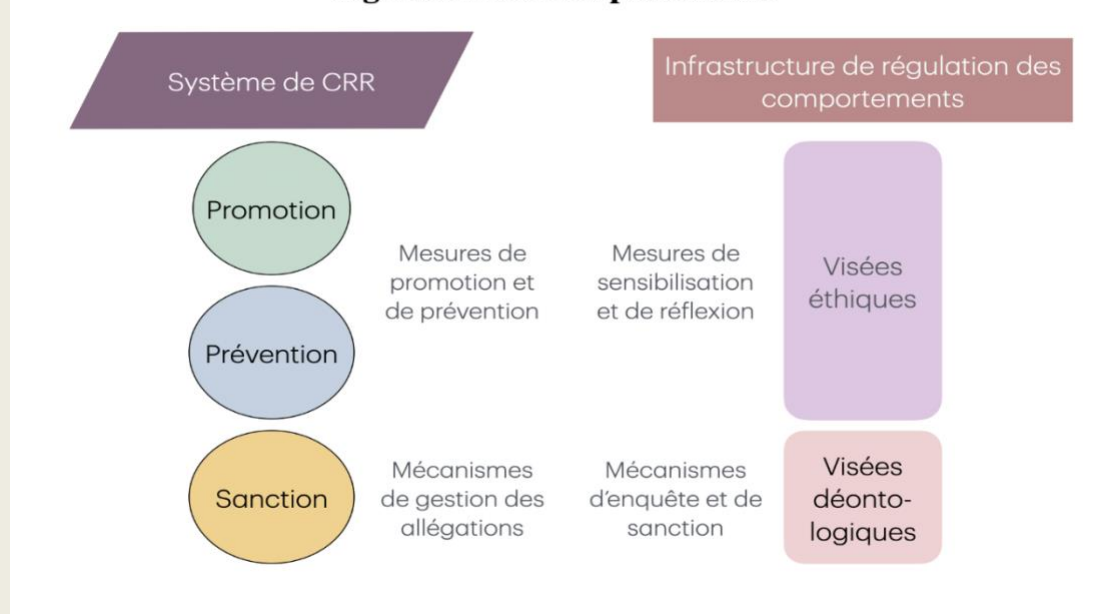 Système de CRR
Infrastructure de régulation des
comportements
Promotion
Mesures de
promotion et
de prévention
Mesures de
sensibilisation
et de réflexion
Visées
éthiques
Prévention
Sanction
Mécanismes
de gestion des
allégations
Mécanismes
d'enquête et de
sanction
Visées
déonto-
logiques